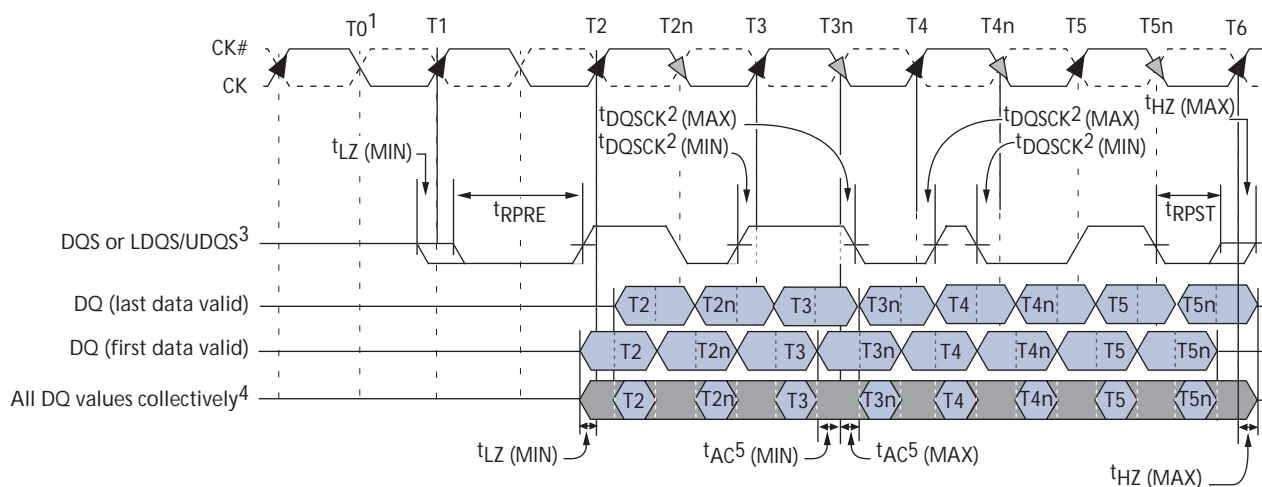 T0¹ T1 T2 T2n T3 T3n T4 T4n T5 T5n T6
CK#
CK
tDQSCK² (MAX) tDQSCK² (MAX) tHZ (MAX)
tLZ (MIN) tDQSCK² (MIN) tDQSCK² (MIN)
tRPRE tRPST
DQS or LDQS/UDQS³
DQ (last data valid) T2 T2n T3 T3n T4 T4n T5 T5n
DQ (first data valid) T2 T2n T3 T3n T4 T4n T5 T5n
All DQ values collectively⁴ T2 T2n T3 T3n T4 T4n T5 T5n
tLZ (MIN) tAC⁵ (MIN) tAC⁵ (MAX)
tHZ (MAX)